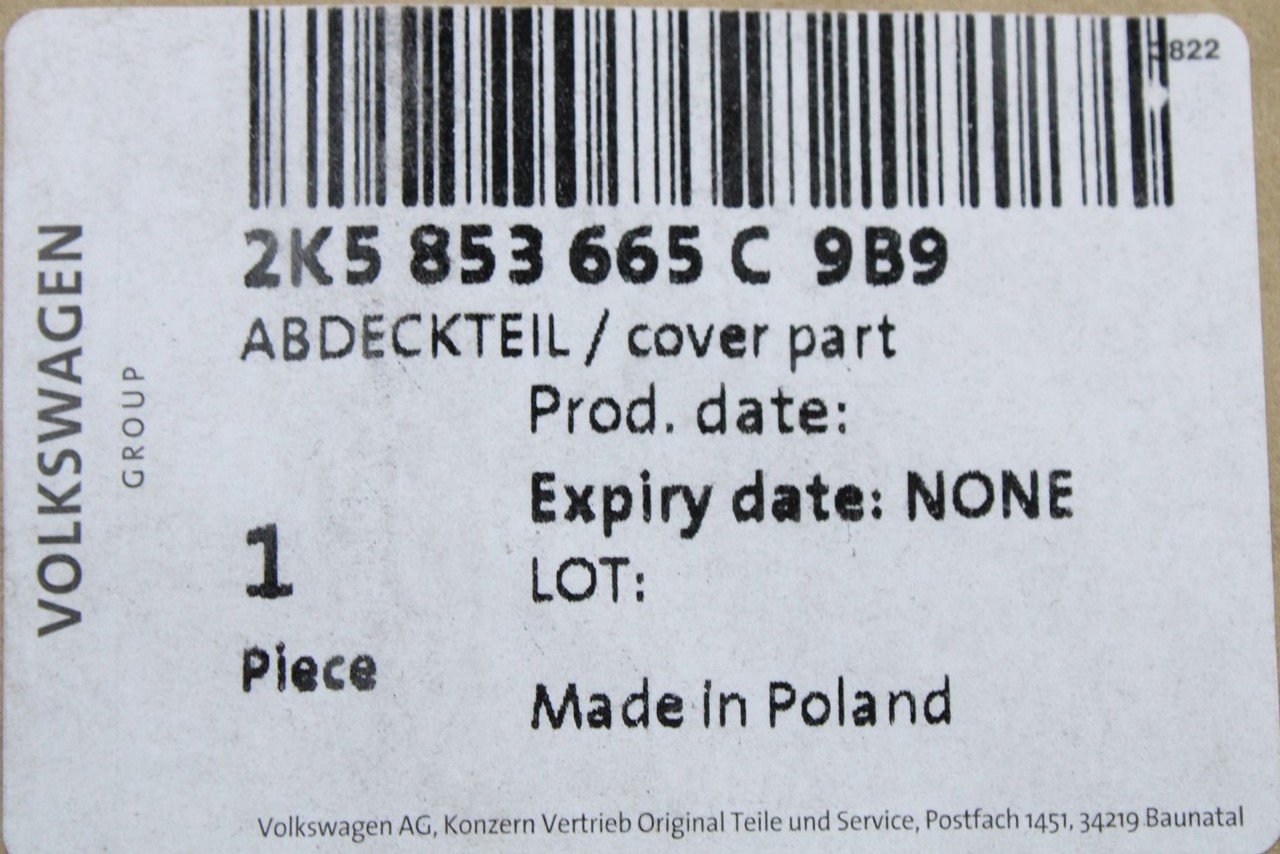 822
2K5 853 665 C 9B9
ABDECKTEIL / cover part
Prod. date:
Expiry date: NONE
LOT:
1
Piece
Made in Poland
VOLKSWAGEN
GROUP
Volkswagen AG, Konzern Vertrieb Original Teile und Service, Postfach 1451, 34219 Baunatal